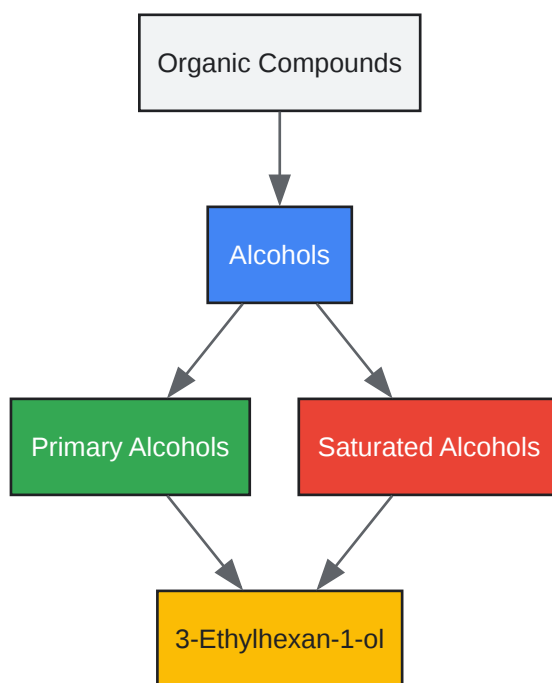 Organic Compounds
Alcohols
Primary Alcohols
Saturated Alcohols
3-Ethylhexan-1-ol